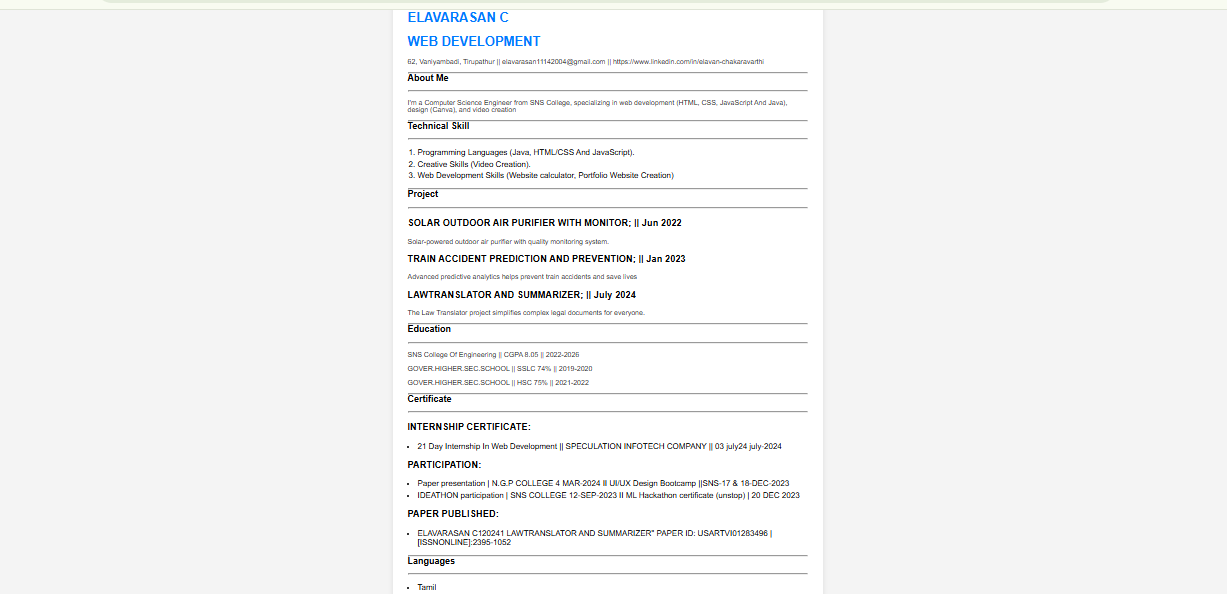 ELAVARASAN C
WEB DEVELOPMENT
62, Vaniyambadi, Tirupathur || elavarasan11142004@gmail.com || https://www.linkedin.com/in/elavan-chakaravarthi
About Me
I'm a Computer Science Engineer from SNS College, specializing in web development (HTML, CSS, JavaScript And Java),
design (Canva), and video creation
Technical Skill
1. Programming Languages (Java, HTML/CSS And JavaScript).
2. Creative Skills (Video Creation).
3. Web Development Skills (Website calculator, Portfolio Website Creation)
Project
SOLAR OUTDOOR AIR PURIFIER WITH MONITOR; || Jun 2022
Solar-powered outdoor air purifier with quality monitoring system.
TRAIN ACCIDENT PREDICTION AND PREVENTION; || Jan 2023
Advanced predictive analytics helps prevent train accidents and save lives
LAWTRANSLATOR AND SUMMARIZER; || July 2024
The Law Translator project simplifies complex legal documents for everyone.
Education
SNS College Of Engineering || CGPA 8.05 || 2022-2026
GOVER.HIGHER.SEC.SCHOOL || SSLC 74% || 2019-2020
GOVER.HIGHER.SEC.SCHOOL || HSC 75% || 2021-2022
Certificate
INTERNSHIP CERTIFICATE:
• 21 Day Internship In Web Development || SPECULATION INFOTECH COMPANY || 03 july24 july-2024
PARTICIPATION:
• Paper presentation | N.G.P COLLEGE 4 MAR-2024 II UI/UX Design Bootcamp ||SNS-17 & 18-DEC-2023
• IDEATHON participation | SNS COLLEGE 12-SEP-2023 II ML Hackathon certificate (unstop) | 20 DEC 2023
PAPER PUBLISHED:
• ELAVARASAN C120241 LAWTRANSLATOR AND SUMMARIZER" PAPER ID: USARTVI01283496 |
[ISSNONLINE]:2395-1052
Languages
• Tamil